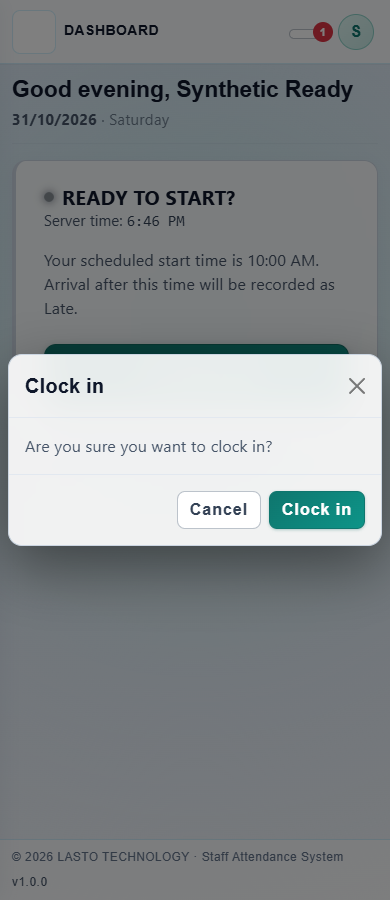 DASHBOARD
1
S
Good evening, Synthetic Ready
31/10/2026 · Saturday
READY TO START?
Server time: 6:46 PM
Your scheduled start time is 10:00 AM.
Arrival after this time will be recorded as
Late.
Clock in
Are you sure you want to clock in?
Cancel
Clock in
© 2026 LASTO TECHNOLOGY · Staff Attendance System
v1.0.0